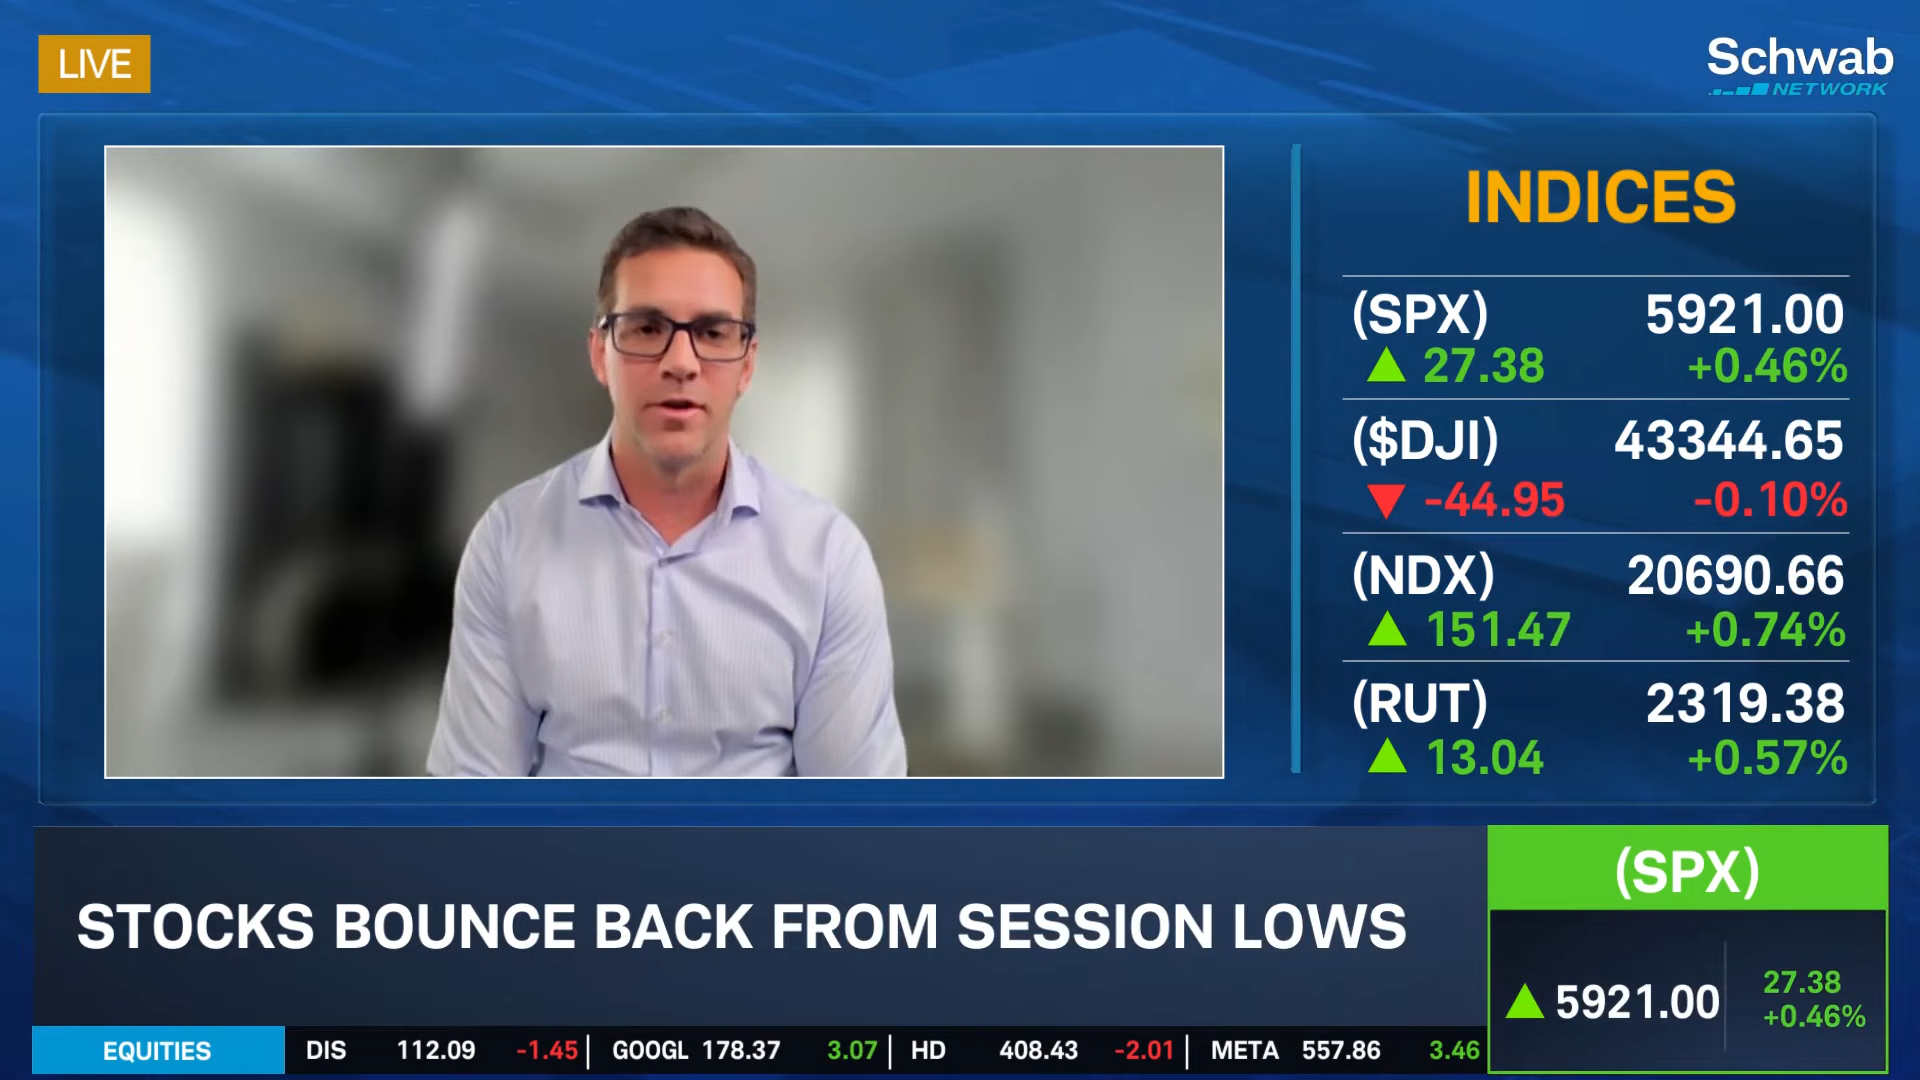 LIVE
Schwab
NETWORK
INDICES
(SPX) 5921.00
▲ 27.38 +0.46%
($DJI) 43344.65
▼ -44.95 -0.10%
(NDX) 20690.66
▲ 151.47 +0.74%
(RUT) 2319.38
▲ 13.04 +0.57%
STOCKS BOUNCE BACK FROM SESSION LOWS
(SPX)
▲ 5921.00 27.38 +0.46%
EQUITIES DIS 112.09 -1.45 | GOOGL 178.37 3.07 | HD 408.43 -2.01 | META 557.86 3.46